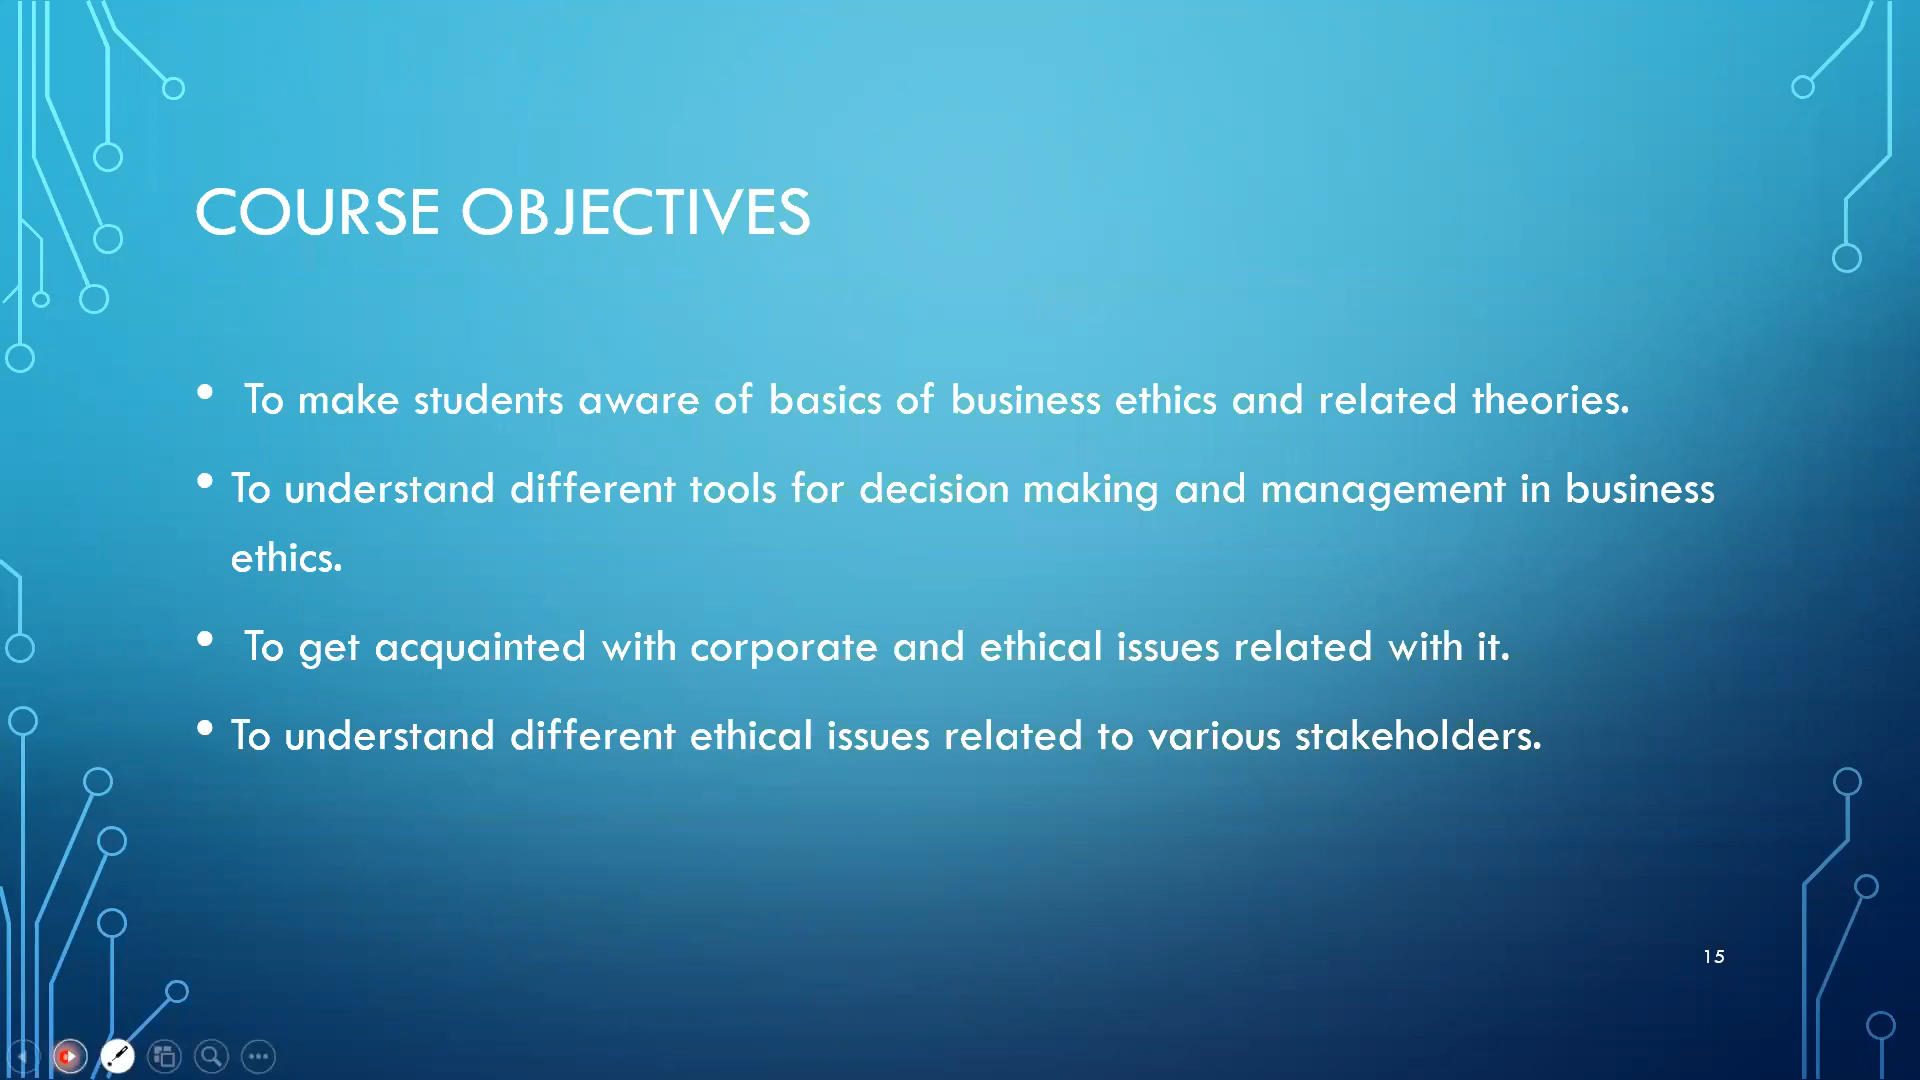 COURSE OBJECTIVES
• To make students aware of basics of business ethics and related theories.
• To understand different tools for decision making and management in business
ethics.
• To get acquainted with corporate and ethical issues related with it.
• To understand different ethical issues related to various stakeholders.
15